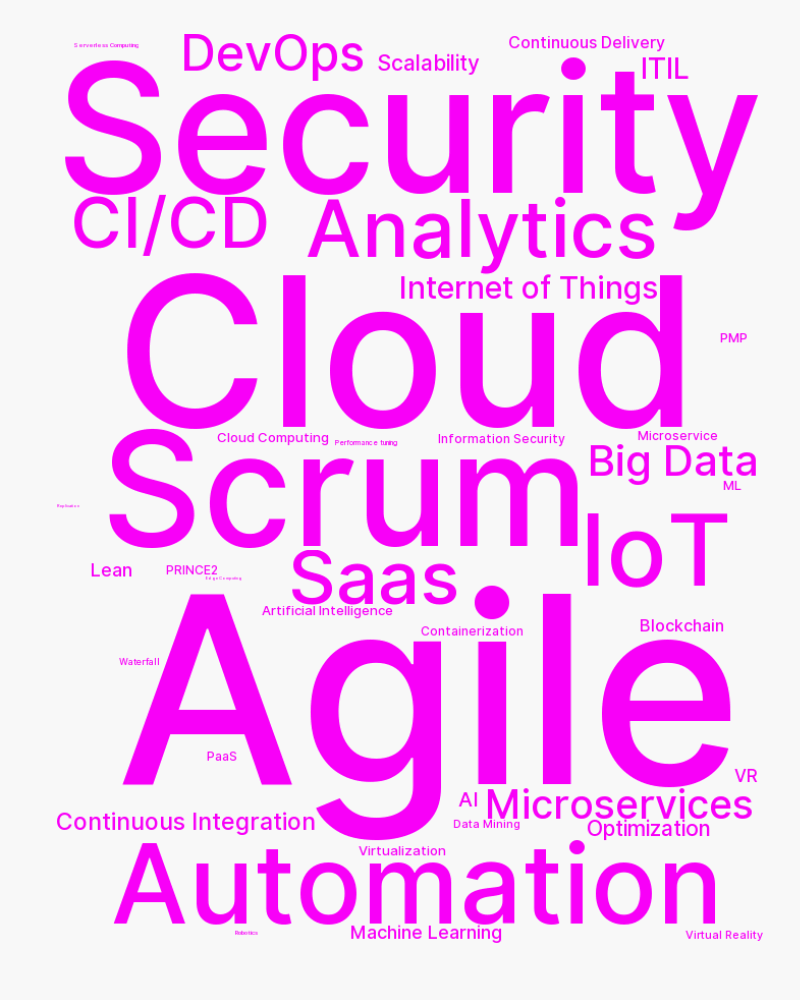 Serverless Computing
DevOps
Scalability
Continuous Delivery
ITIL
Security
CI/CD
Analytics
Internet of Things
Cloud
PMP
Cloud Computing
Performance tuning
Information Security
Microservice
Scrum
Big Data
ML
IoT
Lean
PRINCE2
Edge Computing
Saas
Artificial Intelligence
Containerization
Blockchain
Agile
Waterfall
PaaS
VR
AI
Microservices
Continuous Integration
Data Mining
Optimization
Virtualization
Automation
Robotics
Machine Learning
Virtual Reality